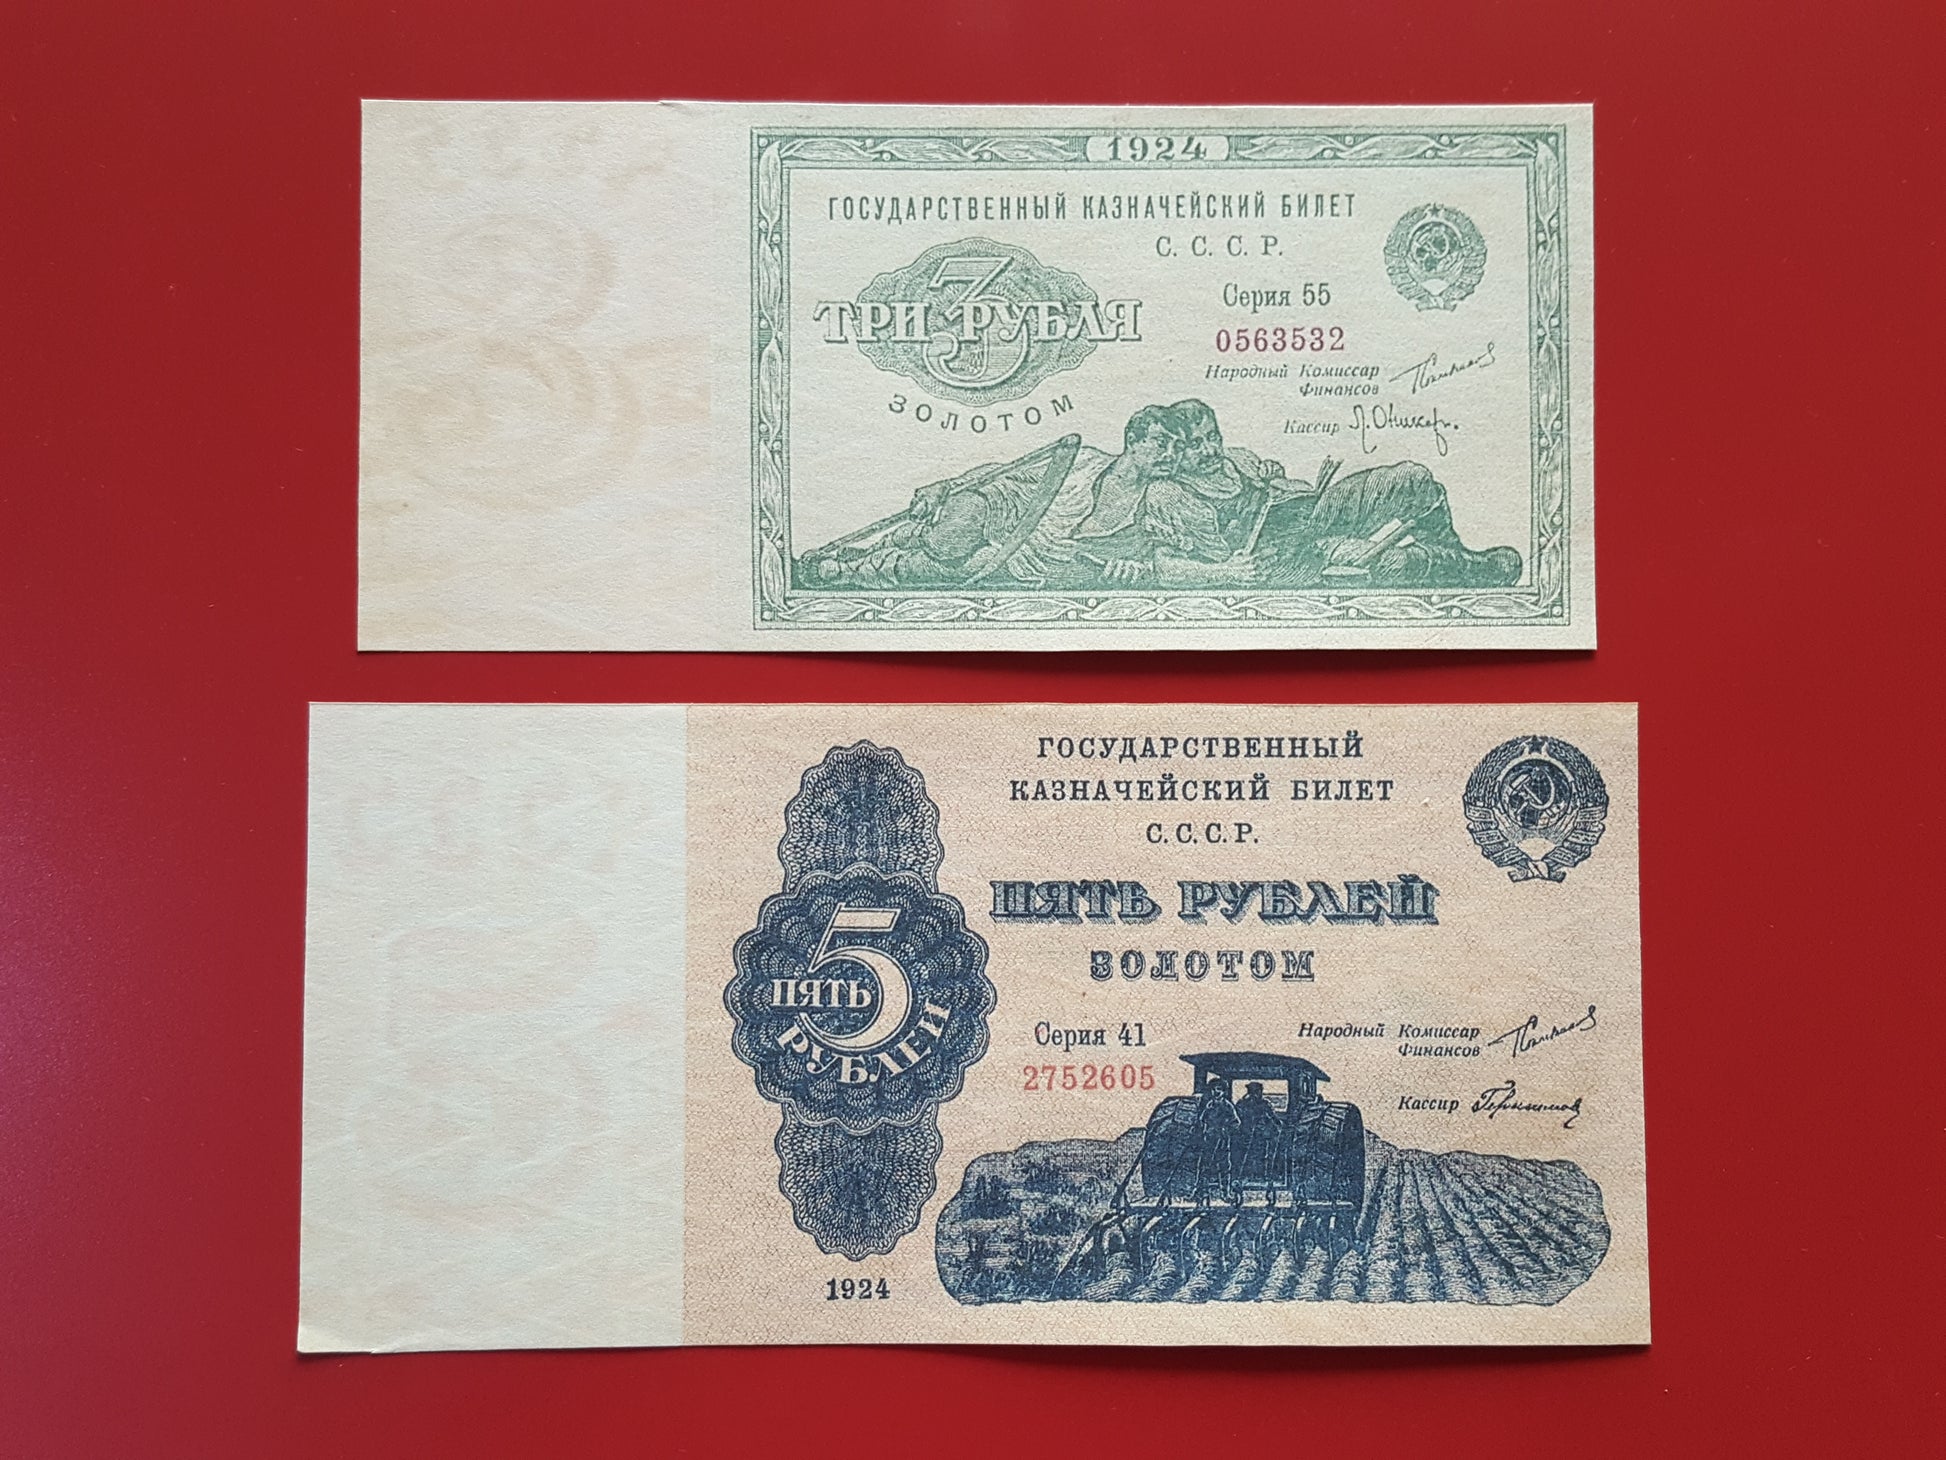 1924
ГОСУДАРСТВЕННЫЙ КАЗНАЧЕЙСКИЙ БИЛЕТ
С. С. С. Р.
3
ТРИ РУБЛЯ
ЗОЛОТОМ
Серия 55
0563532
Народный Комиссар
Финансов
Кассир
ГОСУДАРСТВЕННЫЙ
КАЗНАЧЕЙСКИЙ БИЛЕТ
С. С. С. Р.
ПЯТЬ РУБЛЕЙ
ЗОЛОТОМ
5
ПЯТЬ
РУБЛЕЙ
Серия 41
2752605
Народный Комиссар
Финансов
Кассир
1924